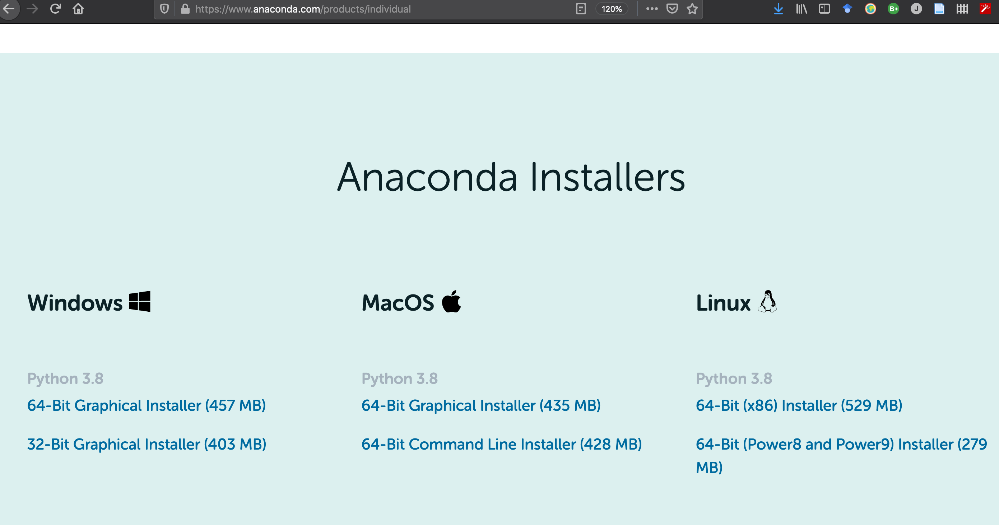 https://www.anaconda.com/products/individual
120%
B+
J
Anaconda Installers
Windows
MacOS
Linux
Python 3.8
64-Bit Graphical Installer (457 MB)
32-Bit Graphical Installer (403 MB)
Python 3.8
64-Bit Graphical Installer (435 MB)
64-Bit Command Line Installer (428 MB)
Python 3.8
64-Bit (x86) Installer (529 MB)
64-Bit (Power8 and Power9) Installer (279
MB)